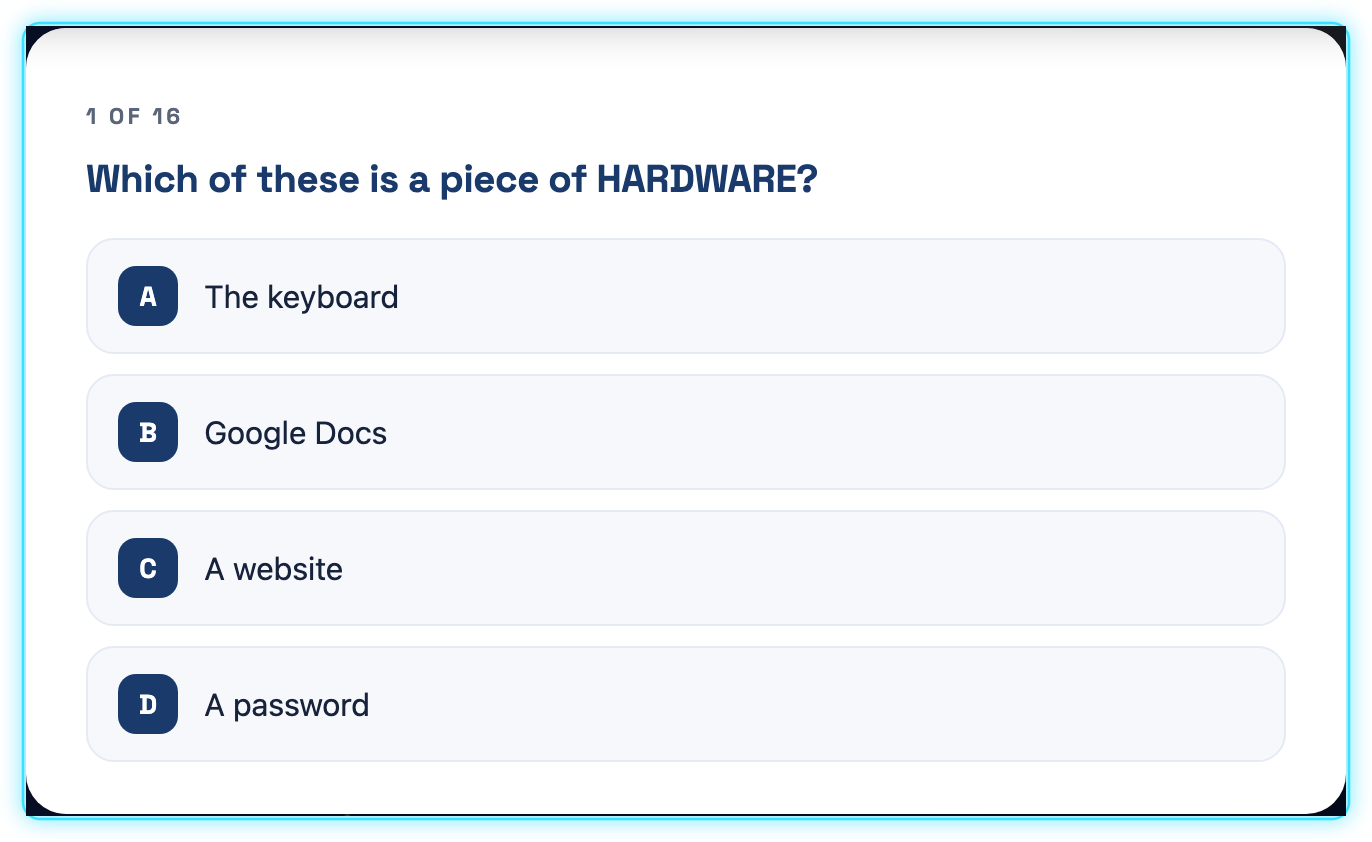 1 OF 16
Which of these is a piece of HARDWARE?
A The keyboard
B Google Docs
C A website
D A password